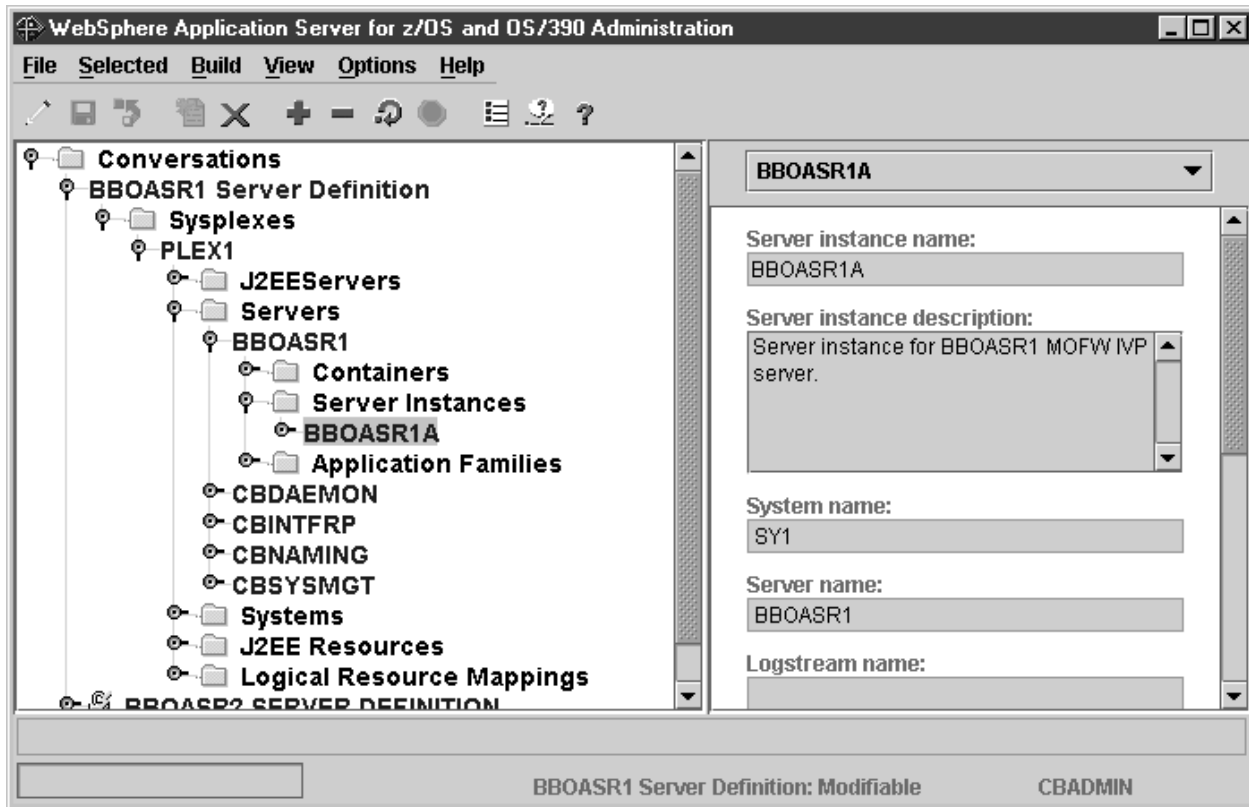 WebSphere Application Server for z/OS and OS/390 Administration
File Selected Build View Options Help
Conversations
BBOASR1 Server Definition
Sysplexes
PLEX1
J2EEServers
Servers
BBOASR1
Containers
Server Instances
BBOASR1A
Application Families
CBDAEMON
CBINTFRP
CBNAMING
CBSYSMGT
Systems
J2EE Resources
Logical Resource Mappings
BBOASR2 SERVER DEFINITION
BBOASR1A
Server instance name:
BBOASR1A
Server instance description:
Server instance for BBOASR1 MOFW IVP
server.
System name:
SY1
Server name:
BBOASR1
Logstream name:
BBOASR1 Server Definition: Modifiable CBADMIN